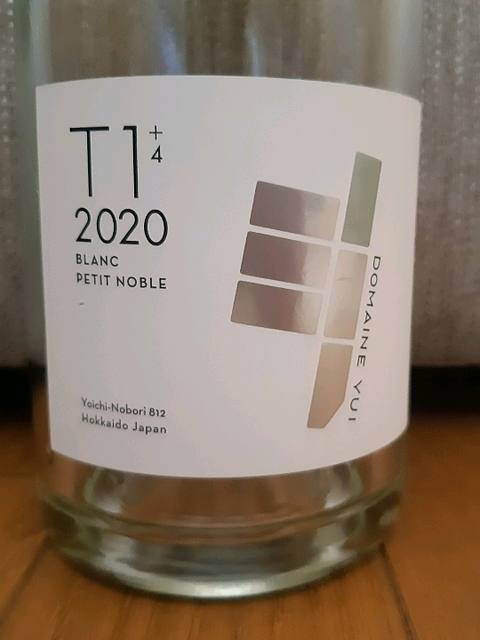 T1+4
2020
BLANC
PETIT NOBLE
Yoichi-Nobori 812
Hokkaido Japan
DOMAINE YUI